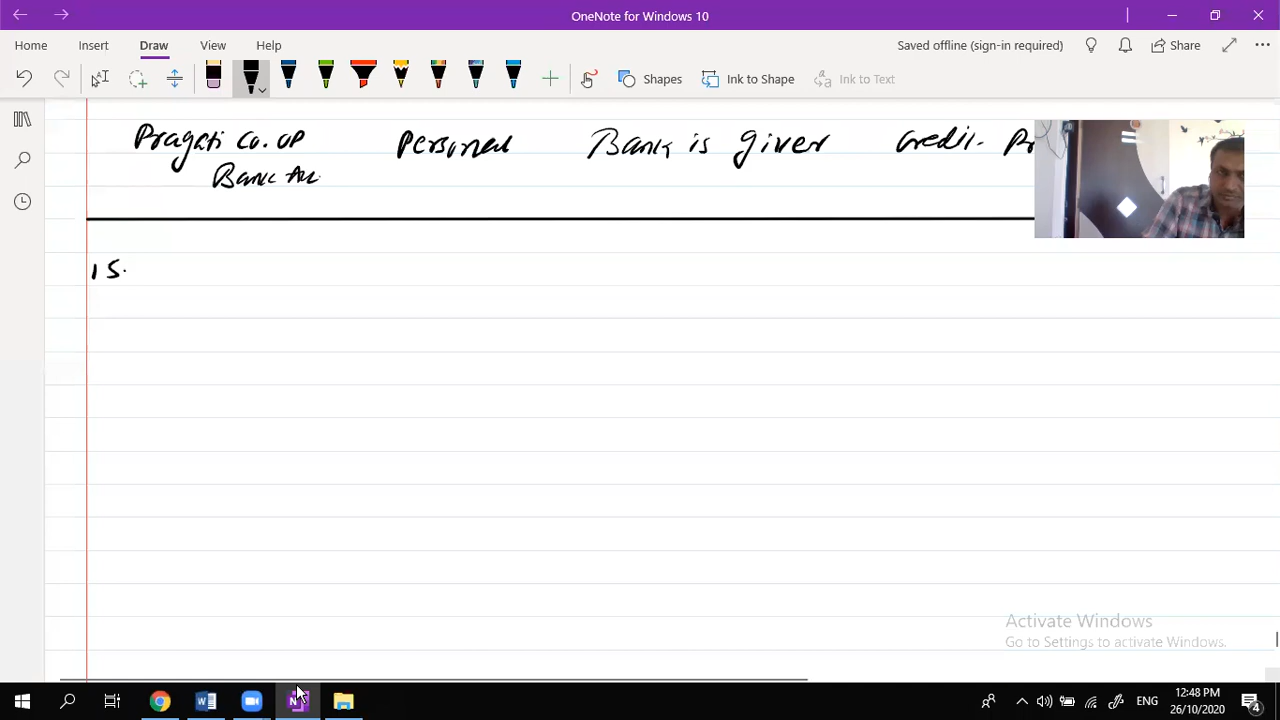 OneNote for Windows 10
Home Insert Draw View Help
Saved offline (sign-in required) Share
Shapes Ink to Shape Ink to Text
Pragati Co. OP Personal Bank is giver Credit. Pr
Bank A/c
15.
Activate Windows
Go to Settings to activate Windows.
ENG
12:48 PM
26/10/2020
4